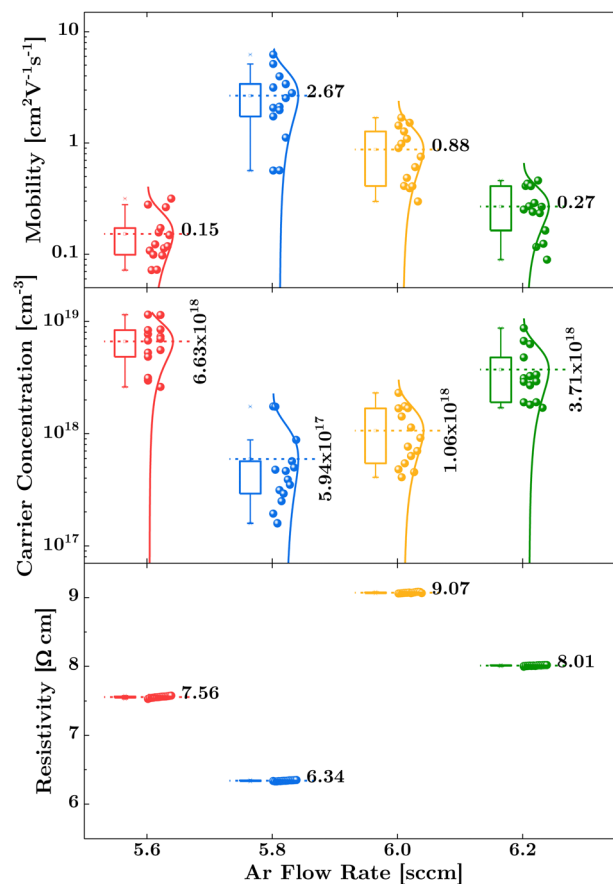 10
1
0.1
Mobility [cm²V⁻¹s⁻¹]
0.15
2.67
0.88
0.27
10¹⁹
10¹⁸
10¹⁷
Carrier Concentration [cm⁻³]
6.63x10¹⁸
5.94x10¹⁷
1.06x10¹⁸
3.71x10¹⁸
9
8
7
6
Resistivity [Ω cm]
7.56
6.34
9.07
8.01
5.6 5.8 6.0 6.2
Ar Flow Rate [sccm]